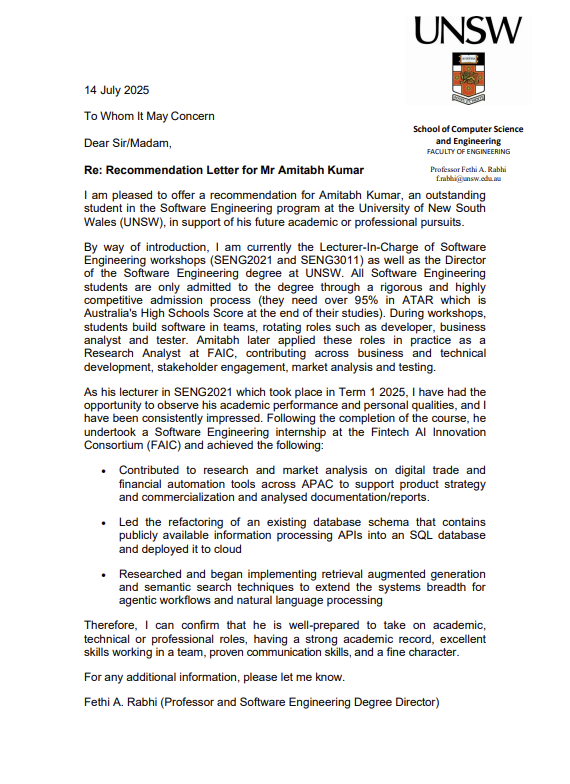 UNSW
14 July 2025
To Whom It May Concern
Dear Sir/Madam,
School of Computer Science
and Engineering
FACULTY OF ENGINEERING
Professor Fethi A. Rabhi
f.rabhi@unsw.edu.au
Re: Recommendation Letter for Mr Amitabh Kumar
I am pleased to offer a recommendation for Amitabh Kumar, an outstanding
student in the Software Engineering program at the University of New South
Wales (UNSW), in support of his future academic or professional pursuits.
By way of introduction, I am currently the Lecturer-In-Charge of Software
Engineering workshops (SENG2021 and SENG3011) as well as the Director
of the Software Engineering degree at UNSW. All Software Engineering
students are only admitted to the degree through a rigorous and highly
competitive admission process (they need over 95% in ATAR which is
Australia's High Schools Score at the end of their studies). During workshops,
students build software in teams, rotating roles such as developer, business
analyst and tester. Amitabh later applied these roles in practice as a
Research Analyst at FAIC, contributing across business and technical
development, stakeholder engagement, market analysis and testing.
As his lecturer in SENG2021 which took place in Term 1 2025, I have had the
opportunity to observe his academic performance and personal qualities, and I
have been consistently impressed. Following the completion of the course, he
undertook a Software Engineering internship at the Fintech AI Innovation
Consortium (FAIC) and achieved the following:
• Contributed to research and market analysis on digital trade and
financial automation tools across APAC to support product strategy
and commercialization and analysed documentation/reports.
• Led the refactoring of an existing database schema that contains
publicly available information processing APIs into an SQL database
and deployed it to cloud
• Researched and began implementing retrieval augmented generation
and semantic search techniques to extend the systems breadth for
agentic workflows and natural language processing
Therefore, I can confirm that he is well-prepared to take on academic,
technical or professional roles, having a strong academic record, excellent
skills working in a team, proven communication skills, and a fine character.
For any additional information, please let me know.
Fethi A. Rabhi (Professor and Software Engineering Degree Director)